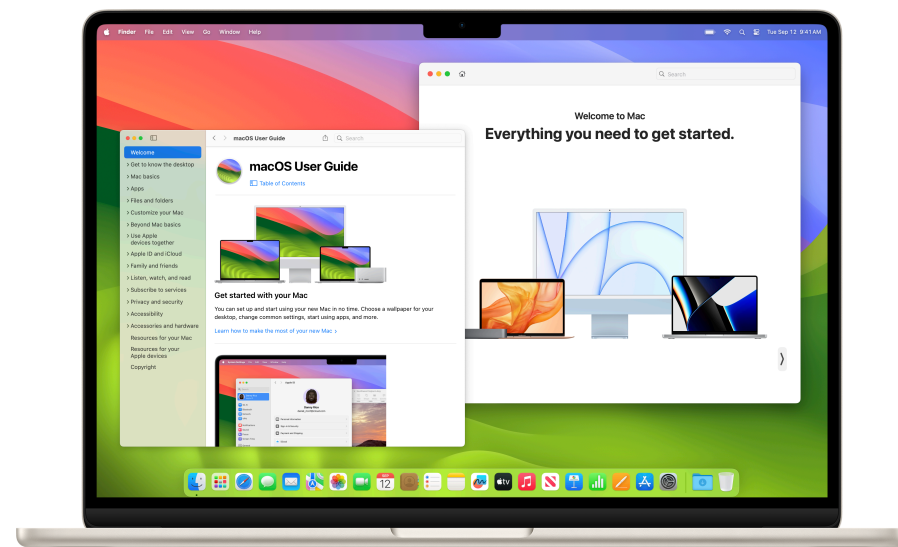 Finder File Edit View Go Window Help
Tue Sep 12 9:41 AM
Search
Welcome to Mac
Everything you need to get started.
macOS User Guide
Search
Welcome
Get to know the desktop
Mac basics
Apps
Files and folders
Customize your Mac
Beyond Mac basics
Use Apple
devices together
Apple ID and iCloud
Family and friends
Listen, watch, and read
Subscribe to services
Privacy and security
Accessibility
Accessories and hardware
Resources for your Mac
Resources for your
Apple devices
Copyright
macOS User Guide
Table of Contents
Get started with your Mac
You can set up and start using your new Mac in no time. Choose a wallpaper for your
desktop, change common settings, start using apps, and more.
Learn how to make the most of your new Mac
Apple ID
Danny Rico
12
tv